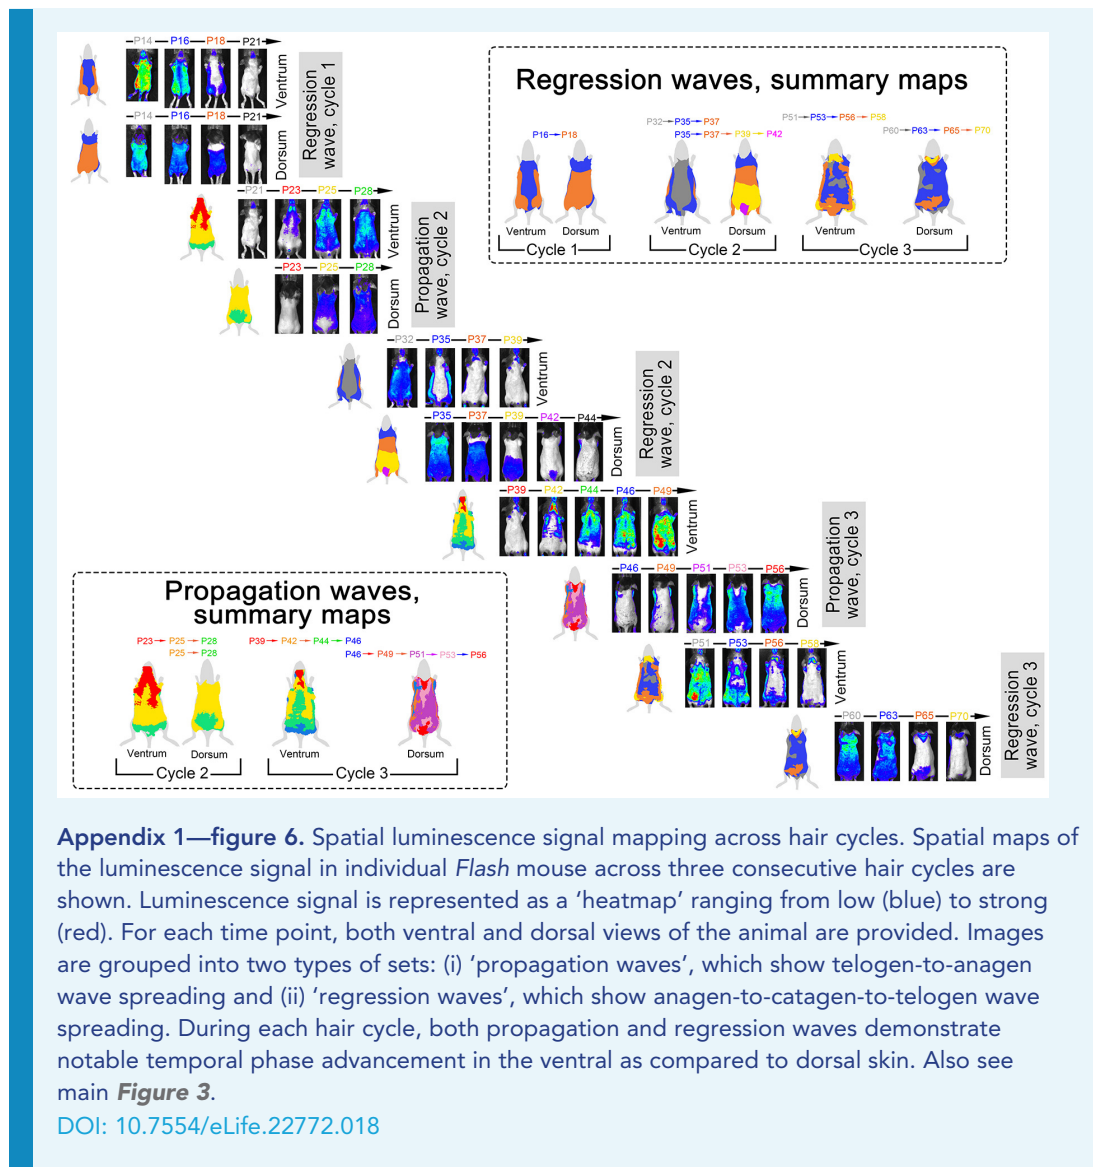 P14 P16 P18 P21
Ventrum
P14 P16 P18 P21
Dorsum
Regression
wave, cycle 1
P21 P23 P25 P28
Ventrum
P23 P25 P28
Dorsum
Propagation
wave, cycle 2
P32 P35 P37 P39
Ventrum
P35 P37 P39 P42 P44
Dorsum
Regression
wave, cycle 2
P39 P42 P44 P46 P49
Ventrum
P46 P49 P51 P53 P56
Dorsum
Propagation
wave, cycle 3
P51 P53 P56 P58
Ventrum
P60 P63 P65 P70
Dorsum
Regression
wave, cycle 3
Regression waves, summary maps
P16→P18
P32→P35→P37
P35→P37→P39→P42
P51→P53→P56→P58
P60→P63→P65→P70
Ventrum Dorsum
Cycle 1
Ventrum Dorsum
Cycle 2
Ventrum Dorsum
Cycle 3
Propagation waves,
summary maps
P23→P25→P28
P25→P28
P39→P42→P44→P46
P46→P49→P51→P53→P56
Ventrum Dorsum
Cycle 2
Ventrum Dorsum
Cycle 3
Appendix 1—figure 6. Spatial luminescence signal mapping across hair cycles. Spatial maps of
the luminescence signal in individual Flash mouse across three consecutive hair cycles are
shown. Luminescence signal is represented as a ‘heatmap’ ranging from low (blue) to strong
(red). For each time point, both ventral and dorsal views of the animal are provided. Images
are grouped into two types of sets: (i) ‘propagation waves’, which show telogen-to-anagen
wave spreading and (ii) ‘regression waves’, which show anagen-to-catagen-to-telogen wave
spreading. During each hair cycle, both propagation and regression waves demonstrate
notable temporal phase advancement in the ventral as compared to dorsal skin. Also see
main Figure 3.
DOI: 10.7554/eLife.22772.018